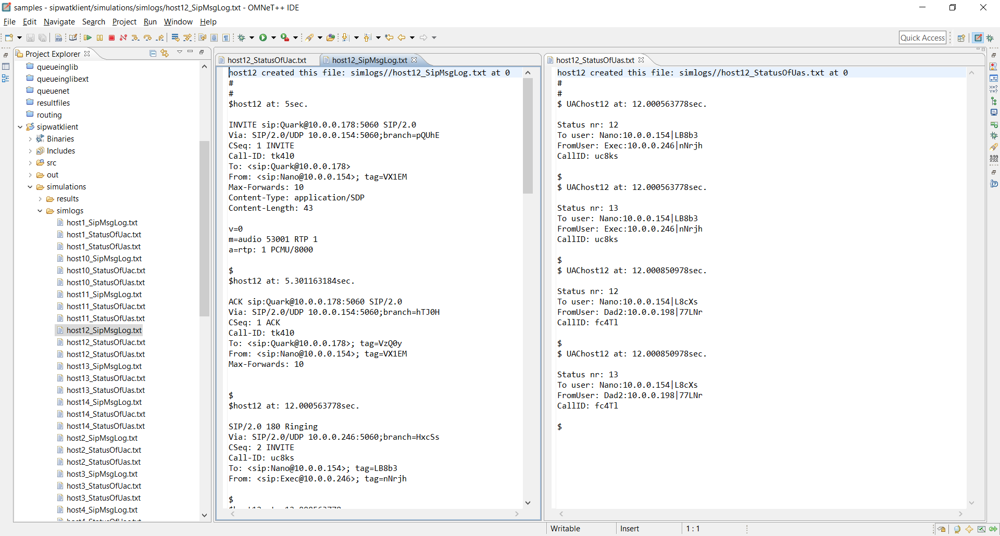 samples - sipwatklient/simulations/simlogs/host12_SipMsgLog.txt - OMNeT++ IDE
File Edit Navigate Search Project Run Window Help
Quick Access
Project Explorer
queueinglib
queueinglibext
queuenet
resultfiles
routing
sipwatklient
Binaries
Includes
src
out
simulations
results
simlogs
host1_SipMsgLog.txt
host1_StatusOfUac.txt
host1_StatusOfUas.txt
host10_SipMsgLog.txt
host10_StatusOfUac.txt
host10_StatusOfUas.txt
host11_SipMsgLog.txt
host11_StatusOfUac.txt
host11_StatusOfUas.txt
host12_SipMsgLog.txt
host12_StatusOfUac.txt
host12_StatusOfUas.txt
host13_SipMsgLog.txt
host13_StatusOfUac.txt
host13_StatusOfUas.txt
host14_SipMsgLog.txt
host14_StatusOfUac.txt
host14_StatusOfUas.txt
host2_SipMsgLog.txt
host2_StatusOfUac.txt
host2_StatusOfUas.txt
host3_SipMsgLog.txt
host3_StatusOfUac.txt
host3_StatusOfUas.txt
host4_SipMsgLog.txt
host12_StatusOfUac.txt
host12_SipMsgLog.txt
host12 created this file: simlogs//host12_SipMsgLog.txt at 0
#
#
$host12 at: 5sec.
INVITE sip:Quark@10.0.0.178:5060 SIP/2.0
Via: SIP/2.0/UDP 10.0.0.154:5060;branch=pQUhE
CSeq: 1 INVITE
Call-ID: tk4l0
To: <sip:Quark@10.0.0.178>
From: <sip:Nano@10.0.0.154>; tag=VX1EM
Max-Forwards: 10
Content-Type: application/SDP
Content-Length: 43
v=0
m=audio 53001 RTP 1
a=rtp: 1 PCMU/8000
$
$host12 at: 5.301163184sec.
ACK sip:Quark@10.0.0.178:5060 SIP/2.0
Via: SIP/2.0/UDP 10.0.0.154:5060;branch=hTJ0H
CSeq: 1 ACK
Call-ID: tk4l0
To: <sip:Quark@10.0.0.178>; tag=VzQ0y
From: <sip:Nano@10.0.0.154>; tag=VX1EM
Max-Forwards: 10
$
$host12 at: 12.000563778sec.
SIP/2.0 180 Ringing
Via: SIP/2.0/UDP 10.0.0.246:5060;branch=HxcSs
CSeq: 2 INVITE
Call-ID: uc8ks
To: <sip:Nano@10.0.0.154>; tag=LB8b3
From: <sip:Exec@10.0.0.246>; tag=nNrjh
$
host12_StatusOfUas.txt
host12 created this file: simlogs//host12_StatusOfUas.txt at 0
#
#
$ UAChost12 at: 12.000563778sec.
Status nr: 12
To user: Nano:10.0.0.154|LB8b3
FromUser: Exec:10.0.0.246|nNrjh
CallID: uc8ks
$
$ UAChost12 at: 12.000563778sec.
Status nr: 13
To user: Nano:10.0.0.154|LB8b3
FromUser: Exec:10.0.0.246|nNrjh
CallID: uc8ks
$
$ UAChost12 at: 12.000850978sec.
Status nr: 12
To user: Nano:10.0.0.154|L8cXs
FromUser: Dad2:10.0.0.198|77LNr
CallID: fc4Tl
$
$ UAChost12 at: 12.000850978sec.
Status nr: 13
To user: Nano:10.0.0.154|L8cXs
FromUser: Dad2:10.0.0.198|77LNr
CallID: fc4Tl
$
Writable
Insert
1 : 1